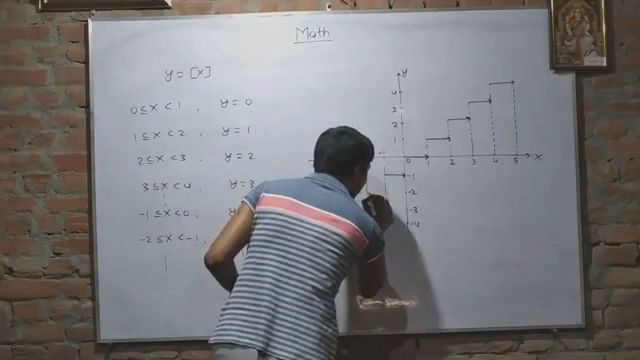 Math
y = [x]
0 ≤ x < 1 , y = 0
1 ≤ x < 2 , y = 1
2 ≤ x < 3 , y = 2
3 ≤ x < 4 , y = 3
-1 ≤ x < 0 , y
-2 ≤ x < -1 ,
y
4
3
2
1
-1 0 1 2 3 4 5 x
-1
-2
-3
-4